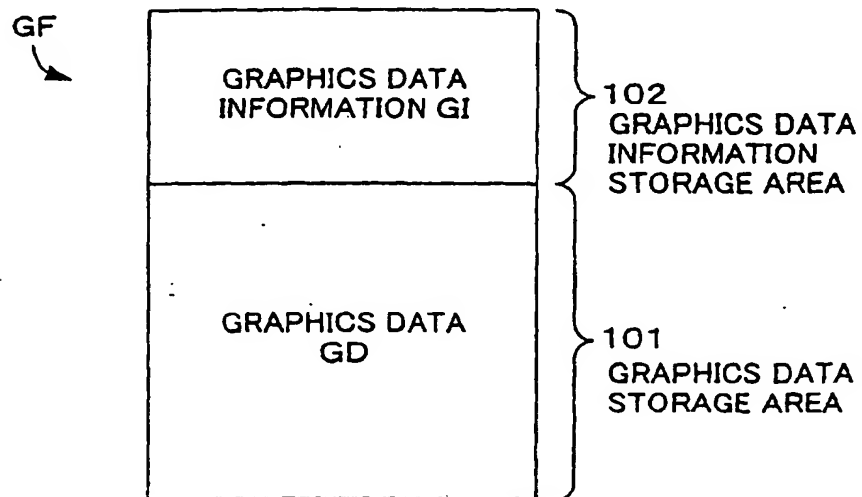 GF
GRAPHICS DATA
INFORMATION GI
102
GRAPHICS DATA
INFORMATION
STORAGE AREA
GRAPHICS DATA
GD
101
GRAPHICS DATA
STORAGE AREA